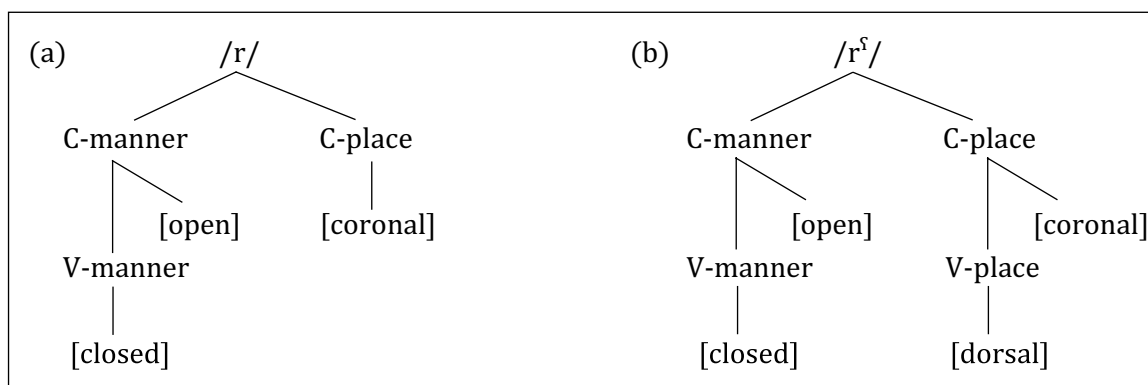 (a) /r/ (b) /rˤ/
C-manner C-place C-manner C-place
[open] [coronal] [open] [coronal]
V-manner V-manner V-place
[closed] [closed] [dorsal]